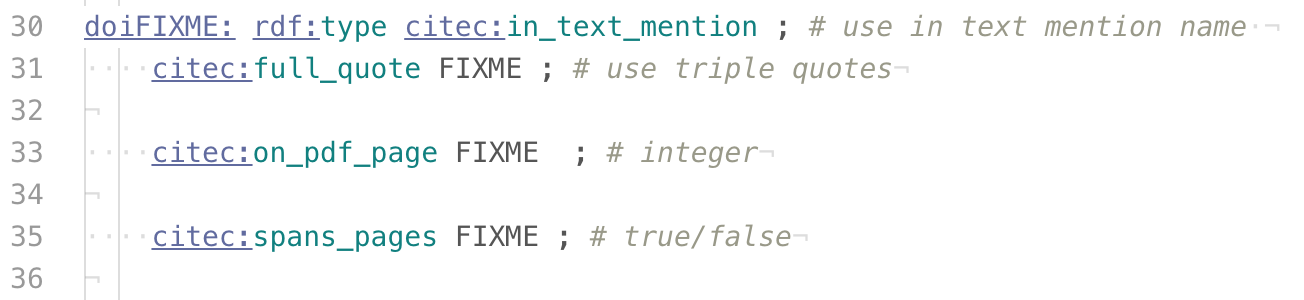 30 doiFIXME: rdf:type citec:in_text_mention ; # use in text mention name·¬
31 ····citec:full_quote FIXME ; # use triple quotes¬
32 ¬
33 ····citec:on_pdf_page FIXME  ; # integer¬
34 ¬
35 ····citec:spans_pages FIXME ; # true/false¬
36 ¬